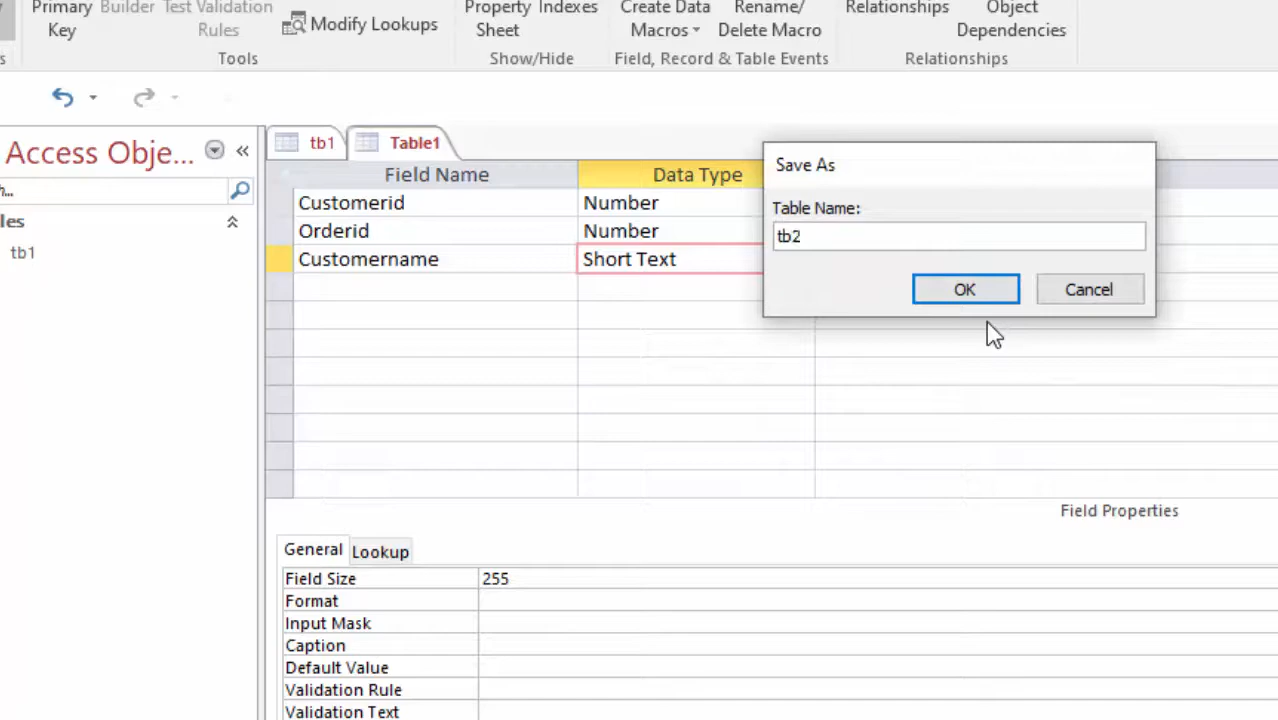 Primary Builder Test Validation Property Indexes Create Data Rename/ Relationships Object
Key Rules Modify Lookups Sheet Macros Delete Macro Dependencies
Tools Show/Hide Field, Record & Table Events Relationships
Access Obje...
tb1 Table1
Save As
Field Name Data Type
Table Name:
Customerid Number
Orderid Number
tb2
tb1
Customername Short Text
OK Cancel
Field Properties
General Lookup
Field Size 255
Format
Input Mask
Caption
Default Value
Validation Rule
Validation Text